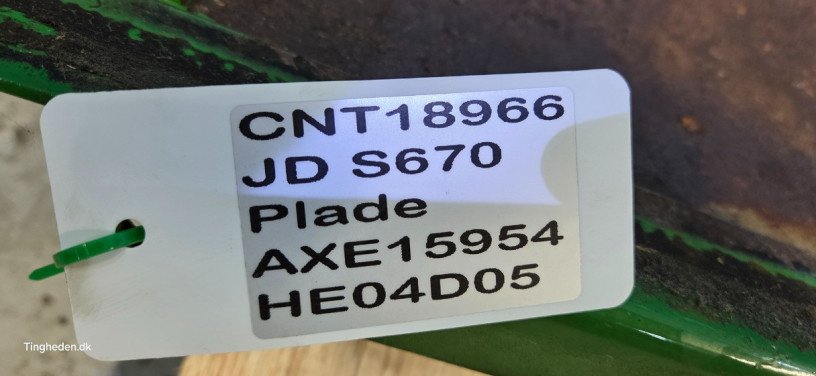 CNT18966
JD S670
Plade
AXE15954
HE04D05
Tingheden.dk